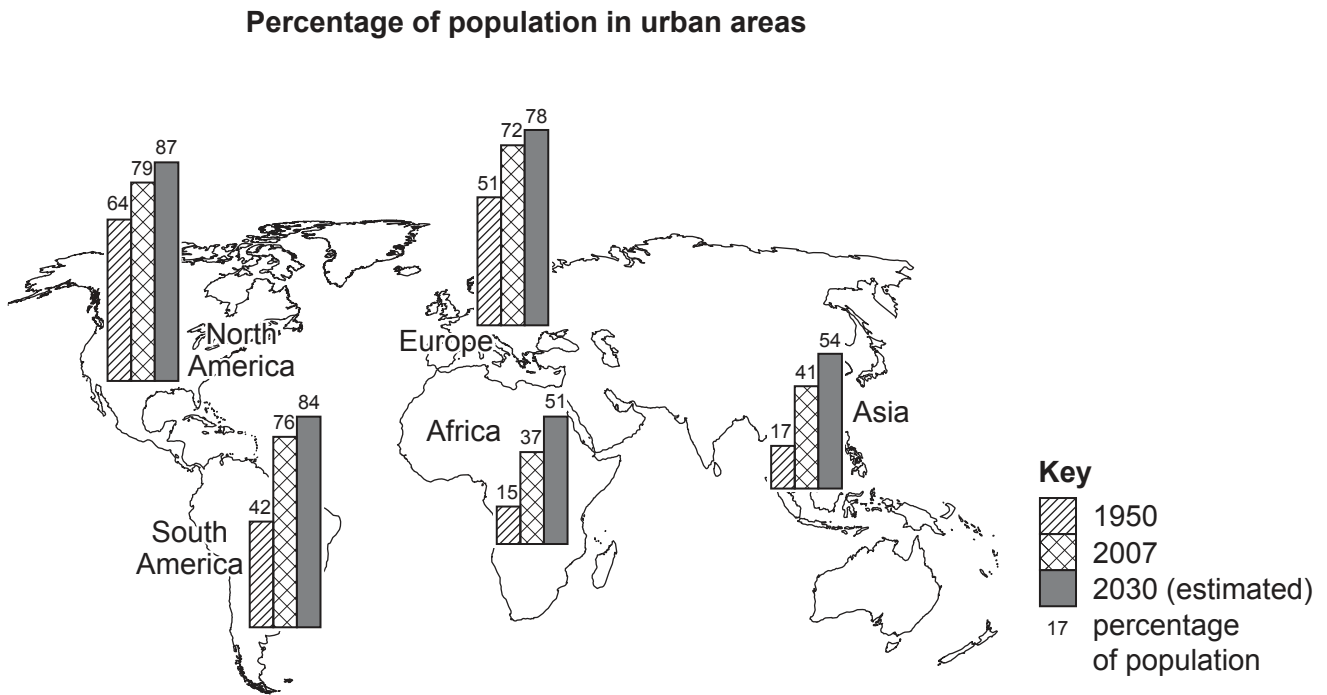 Percentage of population in urban areas
64
79
87
North
America
51
72
78
Europe
42
76
84
South
America
15
37
51
Africa
17
41
54
Asia
Key
1950
2007
2030 (estimated)
17 percentage
of population